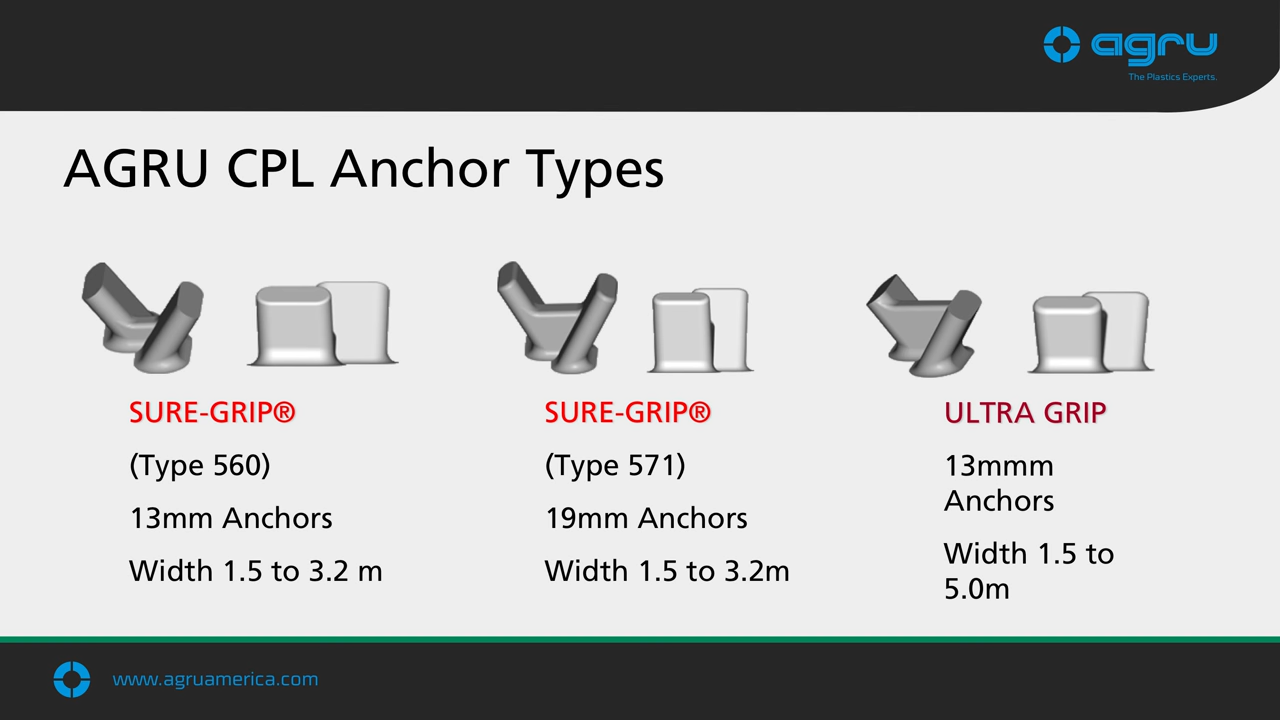 agru
The Plastics Experts.
AGRU CPL Anchor Types
SURE-GRIP®
(Type 560)
13mm Anchors
Width 1.5 to 3.2 m
SURE-GRIP®
(Type 571)
19mm Anchors
Width 1.5 to 3.2m
ULTRA GRIP
13mmm
Anchors
Width 1.5 to
5.0m
www.agruamerica.com